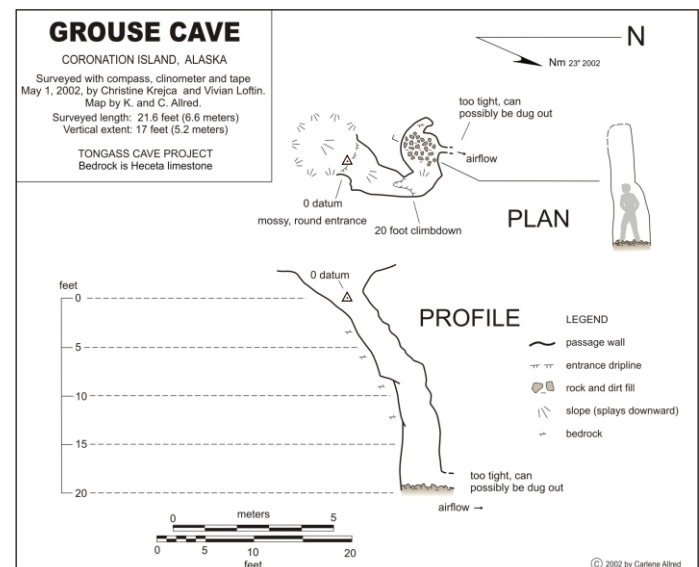 GROUSE CAVE
CORONATION ISLAND, ALASKA
Surveyed with compass, clinometer and tape
May 1, 2002, by Christine Krejca and Vivian Loftin.
Map by K. and C. Allred.
Surveyed length: 21.6 feet (6.6 meters)
Vertical extent: 17 feet (5.2 meters)
TONGASS CAVE PROJECT
Bedrock is Heceta limestone
N
Nm 23° 2002
too tight, can
possibly be dug out
airflow
0 datum
mossy, round entrance
20 foot climbdown
PLAN
0 datum
feet
0
5
10
15
20
PROFILE
LEGEND
passage wall
entrance dripline
rock and dirt fill
slope (splays downward)
bedrock
too tight, can
possibly be dug out
airflow →
meters
0 5
0 5 10 20
feet
© 2002 by Carlene Allred